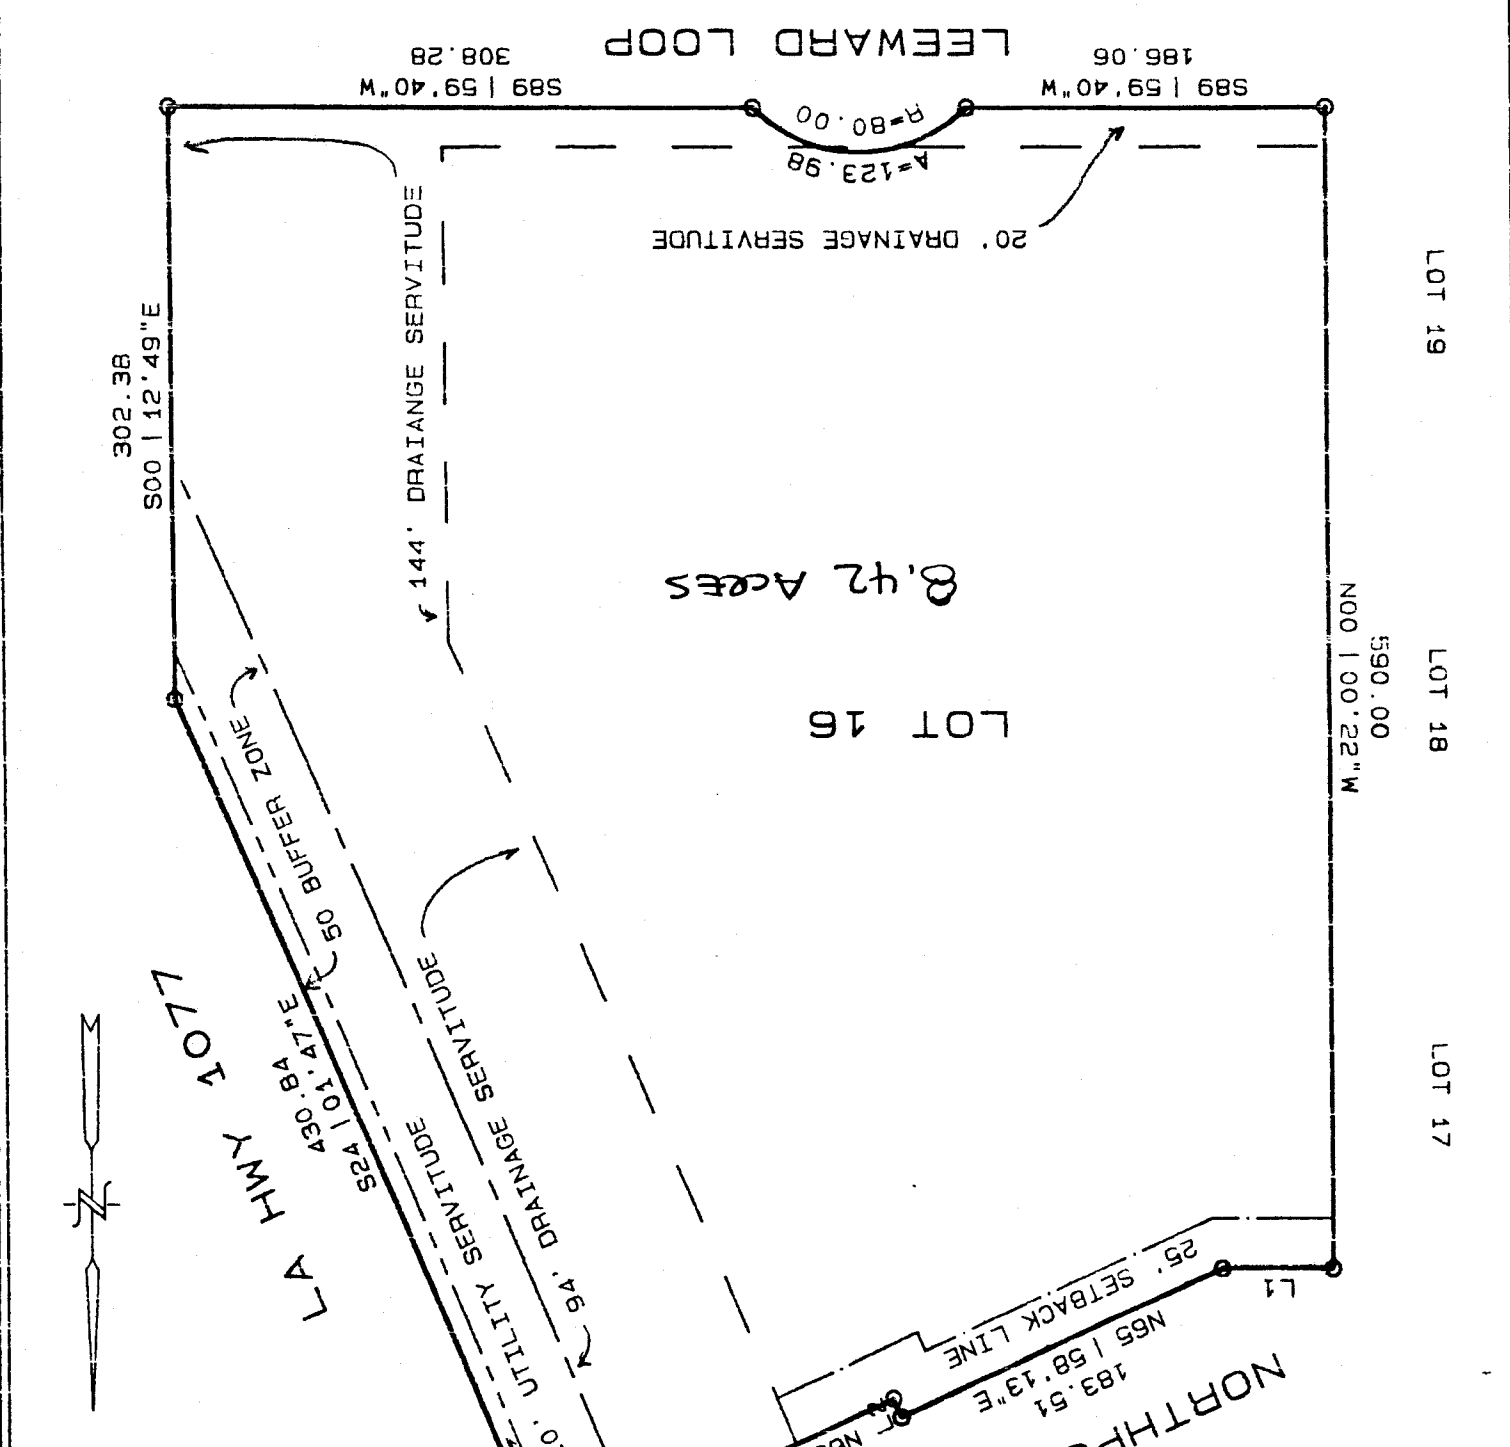 LEEWARD LOOP
308.28
S89 | 59'40"W
186.06
S89 | 59'40"W
R=80.00
A=123.98
20' DRAINAGE SERVITUDE
144' DRAIANGE SERVITUDE
302.38
S00 | 12'49"E
LOT 19
8.42 ACRES
LOT 16
N00 | 00'22"W
590.00
LOT 18
50 BUFFER ZONE
LA HWY 1077
430.84
S24 | 01'47"E
94' DRAINAGE SERVITUDE
0' UTILITY SERVITUDE
LOT 17
N
25' SETBACK LINE
L1
N65 | 58'13"E
183.51